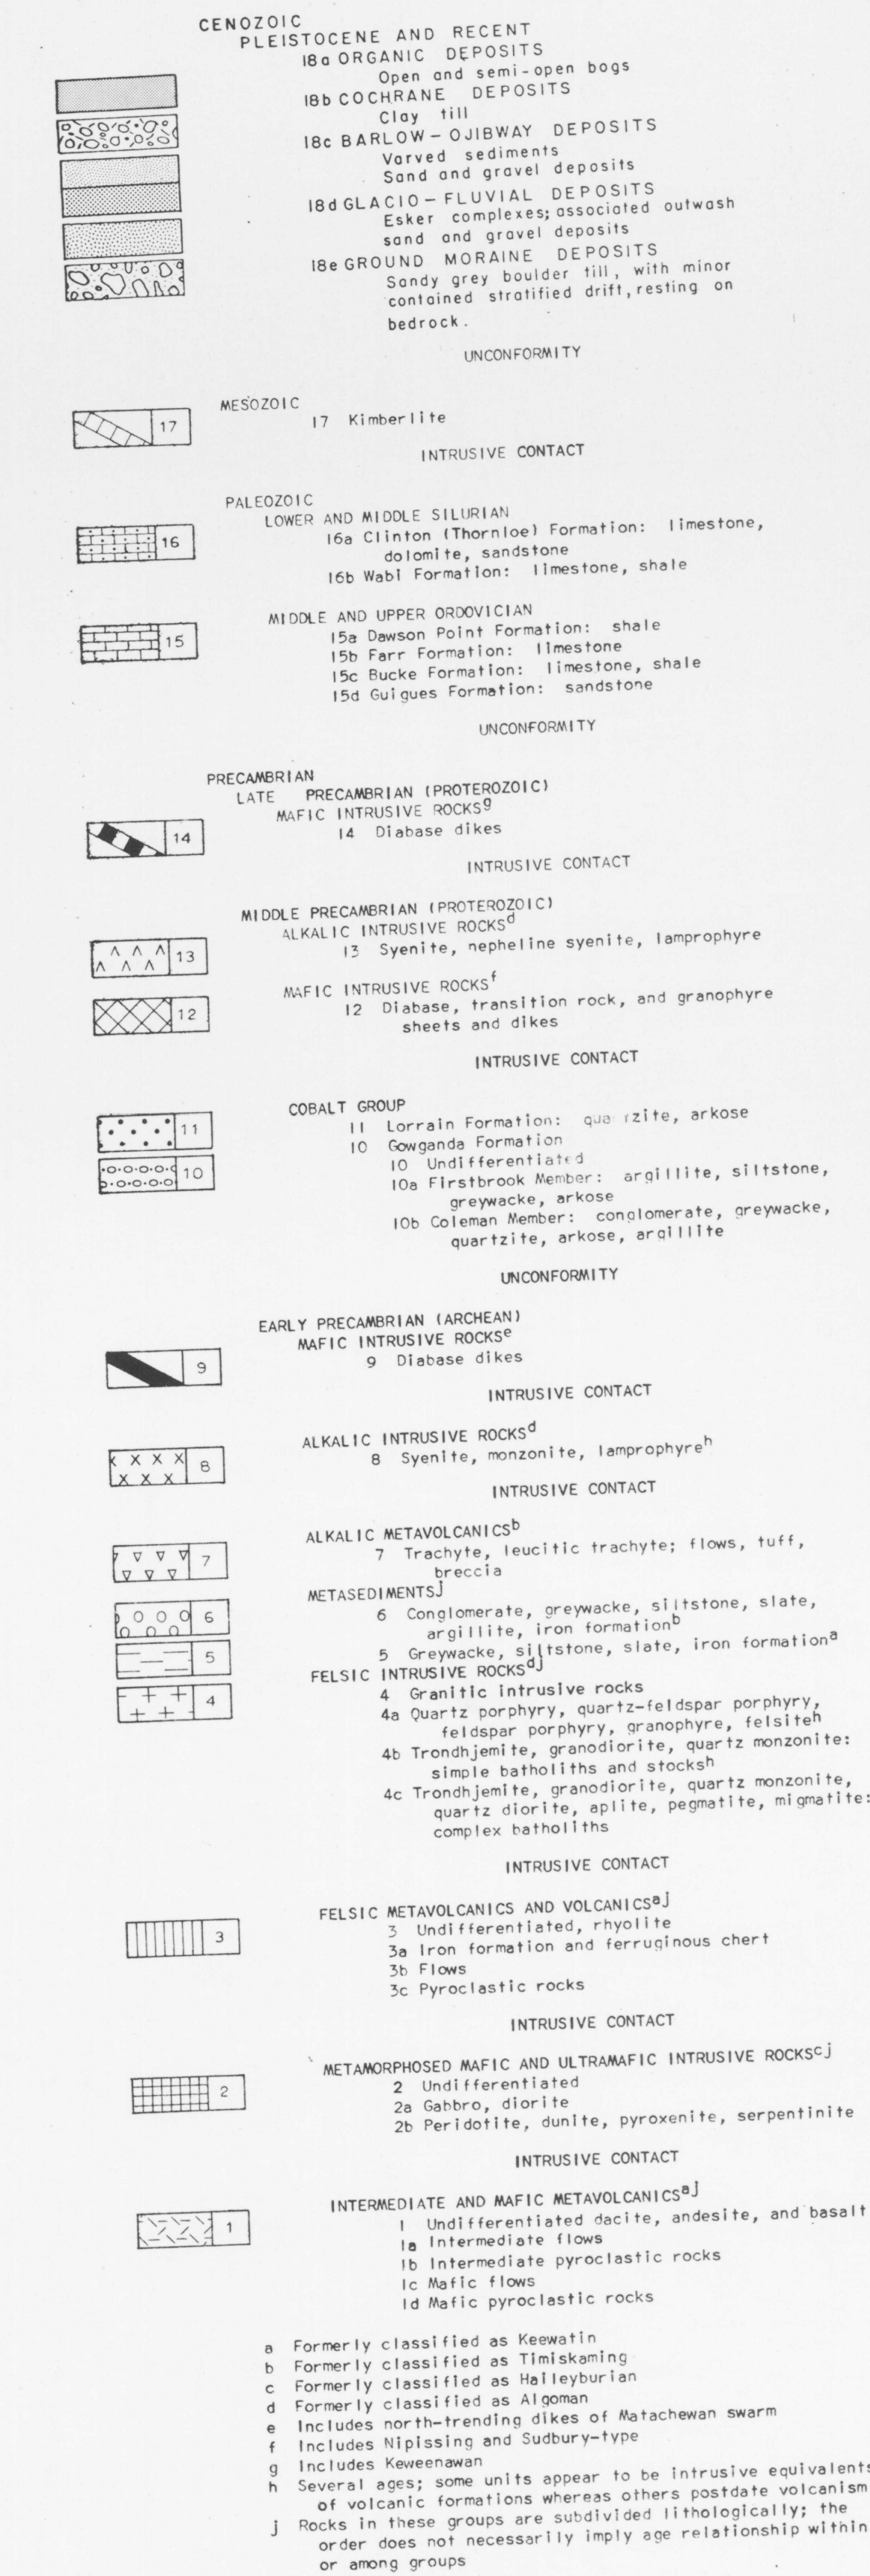 CENOZOIC
PLEISTOCENE AND RECENT
18a ORGANIC DEPOSITS
Open and semi-open bogs
18b COCHRANE DEPOSITS
Clay till
18c BARLOW-OJIBWAY DEPOSITS
Varved sediments
Sand and gravel deposits
18d GLACIO-FLUVIAL DEPOSITS
Esker complexes; associated outwash
sand and gravel deposits
18e GROUND MORAINE DEPOSITS
Sandy grey boulder till, with minor
contained stratified drift, resting on
bedrock.
UNCONFORMITY
MESOZOIC
17 17 Kimberlite
INTRUSIVE CONTACT
PALEOZOIC
LOWER AND MIDDLE SILURIAN
16 16a Clinton (Thornloe) Formation: limestone,
dolomite, sandstone
16b Wabi Formation: limestone, shale
MIDDLE AND UPPER ORDOVICIAN
15 15a Dawson Point Formation: shale
15b Farr Formation: limestone
15c Bucke Formation: limestone, shale
15d Guigues Formation: sandstone
UNCONFORMITY
PRECAMBRIAN
LATE PRECAMBRIAN (PROTEROZOIC)
MAFIC INTRUSIVE ROCKSg
14 14 Diabase dikes
INTRUSIVE CONTACT
MIDDLE PRECAMBRIAN (PROTEROZOIC)
ALKALIC INTRUSIVE ROCKSd
13 13 Syenite, nepheline syenite, lamprophyre
MAFIC INTRUSIVE ROCKSf
12 12 Diabase, transition rock, and granophyre
sheets and dikes
INTRUSIVE CONTACT
COBALT GROUP
11 11 Lorrain Formation: quartzite, arkose
10 Gowganda Formation
10 10 Undifferentiated
10a Firstbrook Member: argillite, siltstone,
greywacke, arkose
10b Coleman Member: conglomerate, greywacke,
quartzite, arkose, argillite
UNCONFORMITY
EARLY PRECAMBRIAN (ARCHEAN)
MAFIC INTRUSIVE ROCKSe
9 9 Diabase dikes
INTRUSIVE CONTACT
ALKALIC INTRUSIVE ROCKSd
8 8 Syenite, monzonite, lamprophyreh
INTRUSIVE CONTACT
ALKALIC METAVOLCANICSb
7 7 Trachyte, leucitic trachyte; flows, tuff,
breccia
METASEDIMENTSj
6 6 Conglomerate, greywacke, siltstone, slate,
argillite, iron formationb
5 5 Greywacke, siltstone, slate, iron formationa
FELSIC INTRUSIVE ROCKSdj
4 4 Granitic intrusive rocks
4a Quartz porphyry, quartz-feldspar porphyry,
feldspar porphyry, granophyre, felsiteh
4b Trondhjemite, granodiorite, quartz monzonite:
simple batholiths and stocksh
4c Trondhjemite, granodiorite, quartz monzonite,
quartz diorite, aplite, pegmatite, migmatite:
complex batholiths
INTRUSIVE CONTACT
FELSIC METAVOLCANICS AND VOLCANICSaj
3 3 Undifferentiated, rhyolite
3a Iron formation and ferruginous chert
3b Flows
3c Pyroclastic rocks
INTRUSIVE CONTACT
METAMORPHOSED MAFIC AND ULTRAMAFIC INTRUSIVE ROCKScj
2 2 Undifferentiated
2a Gabbro, diorite
2b Peridotite, dunite, pyroxenite, serpentinite
INTRUSIVE CONTACT
INTERMEDIATE AND MAFIC METAVOLCANICSaj
1 1 Undifferentiated dacite, andesite, and basalt
1a Intermediate flows
1b Intermediate pyroclastic rocks
1c Mafic flows
1d Mafic pyroclastic rocks
a Formerly classified as Keewatin
b Formerly classified as Timiskaming
c Formerly classified as Haileyburian
d Formerly classified as Algoman
e Includes north-trending dikes of Matachewan swarm
f Includes Nipissing and Sudbury-type
g Includes Keweenawan
h Several ages; some units appear to be intrusive equivalents
of volcanic formations whereas others postdate volcanism
j Rocks in these groups are subdivided lithologically; the
order does not necessarily imply age relationship within
or among groups